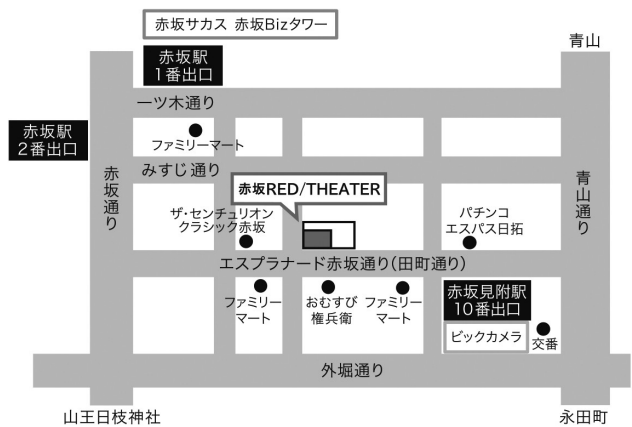 赤坂サカス 赤坂Bizタワー
青山
赤坂駅
1番出口
一ツ木通り
赤坂駅
2番出口
ファミリーマート
みすじ通り
赤坂通り
青山通り
赤坂RED/THEATER
ザ・センチュリオン
クラシック赤坂
パチンコ
エスパス日拓
エスプラナード赤坂通り(田町通り)
ファミリー
マート
おむすび
権兵衛
ファミリー
マート
赤坂見附駅
10番出口
ビックカメラ
交番
外堀通り
山王日枝神社
永田町